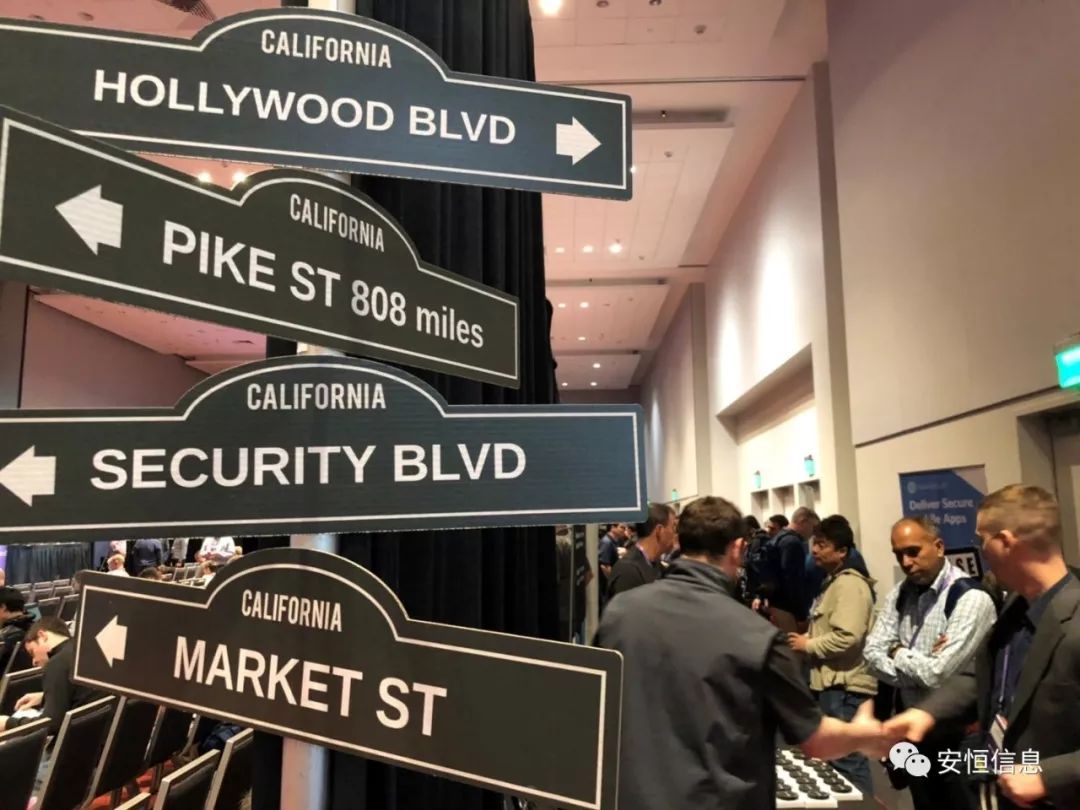 CALIFORNIA
HOLLYWOOD BLVD
CALIFORNIA
PIKE ST 808 miles
CALIFORNIA
SECURITY BLVD
CALIFORNIA
MARKET ST
Deliver Secure
Apps
安恒信息